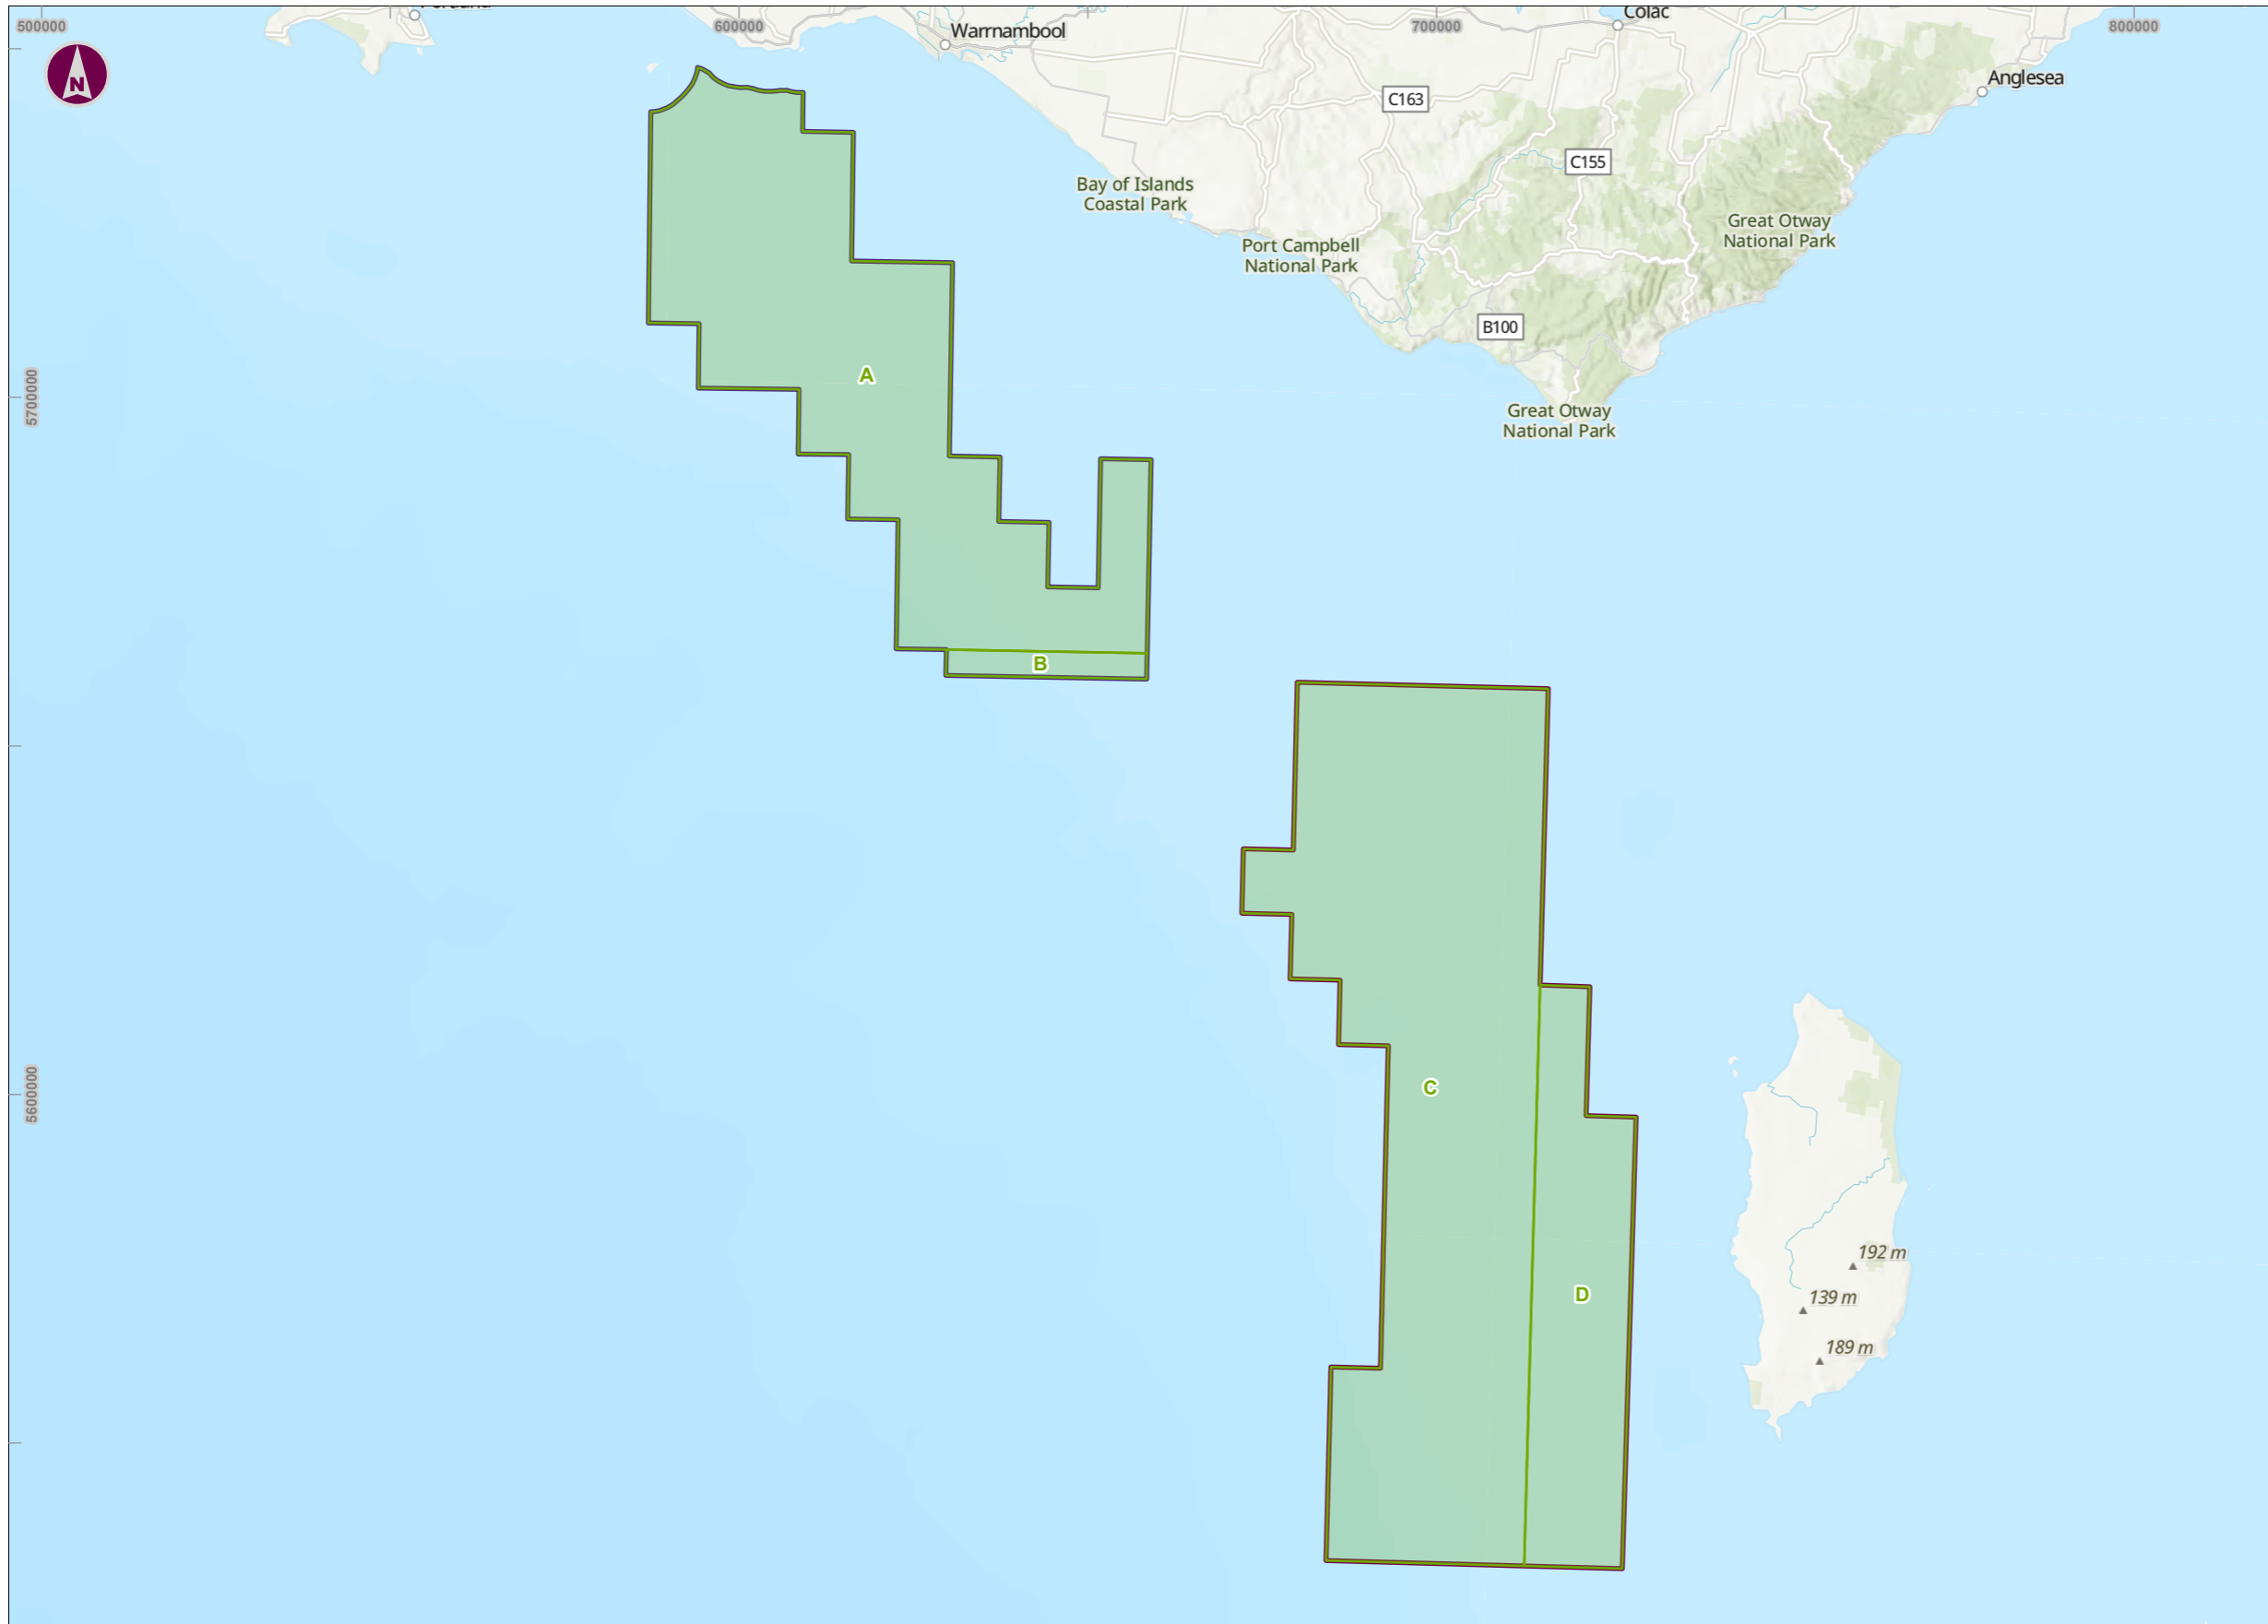 500000
600000
700000
800000
Colac
Warrnambool
N
Anglesea
C163
C155
Bay of Islands
Coastal Park
Great Otway
National Park
Port Campbell
National Park
B100
A
5700000
Great Otway
National Park
B
C
5600000
192 m
D
139 m
189 m